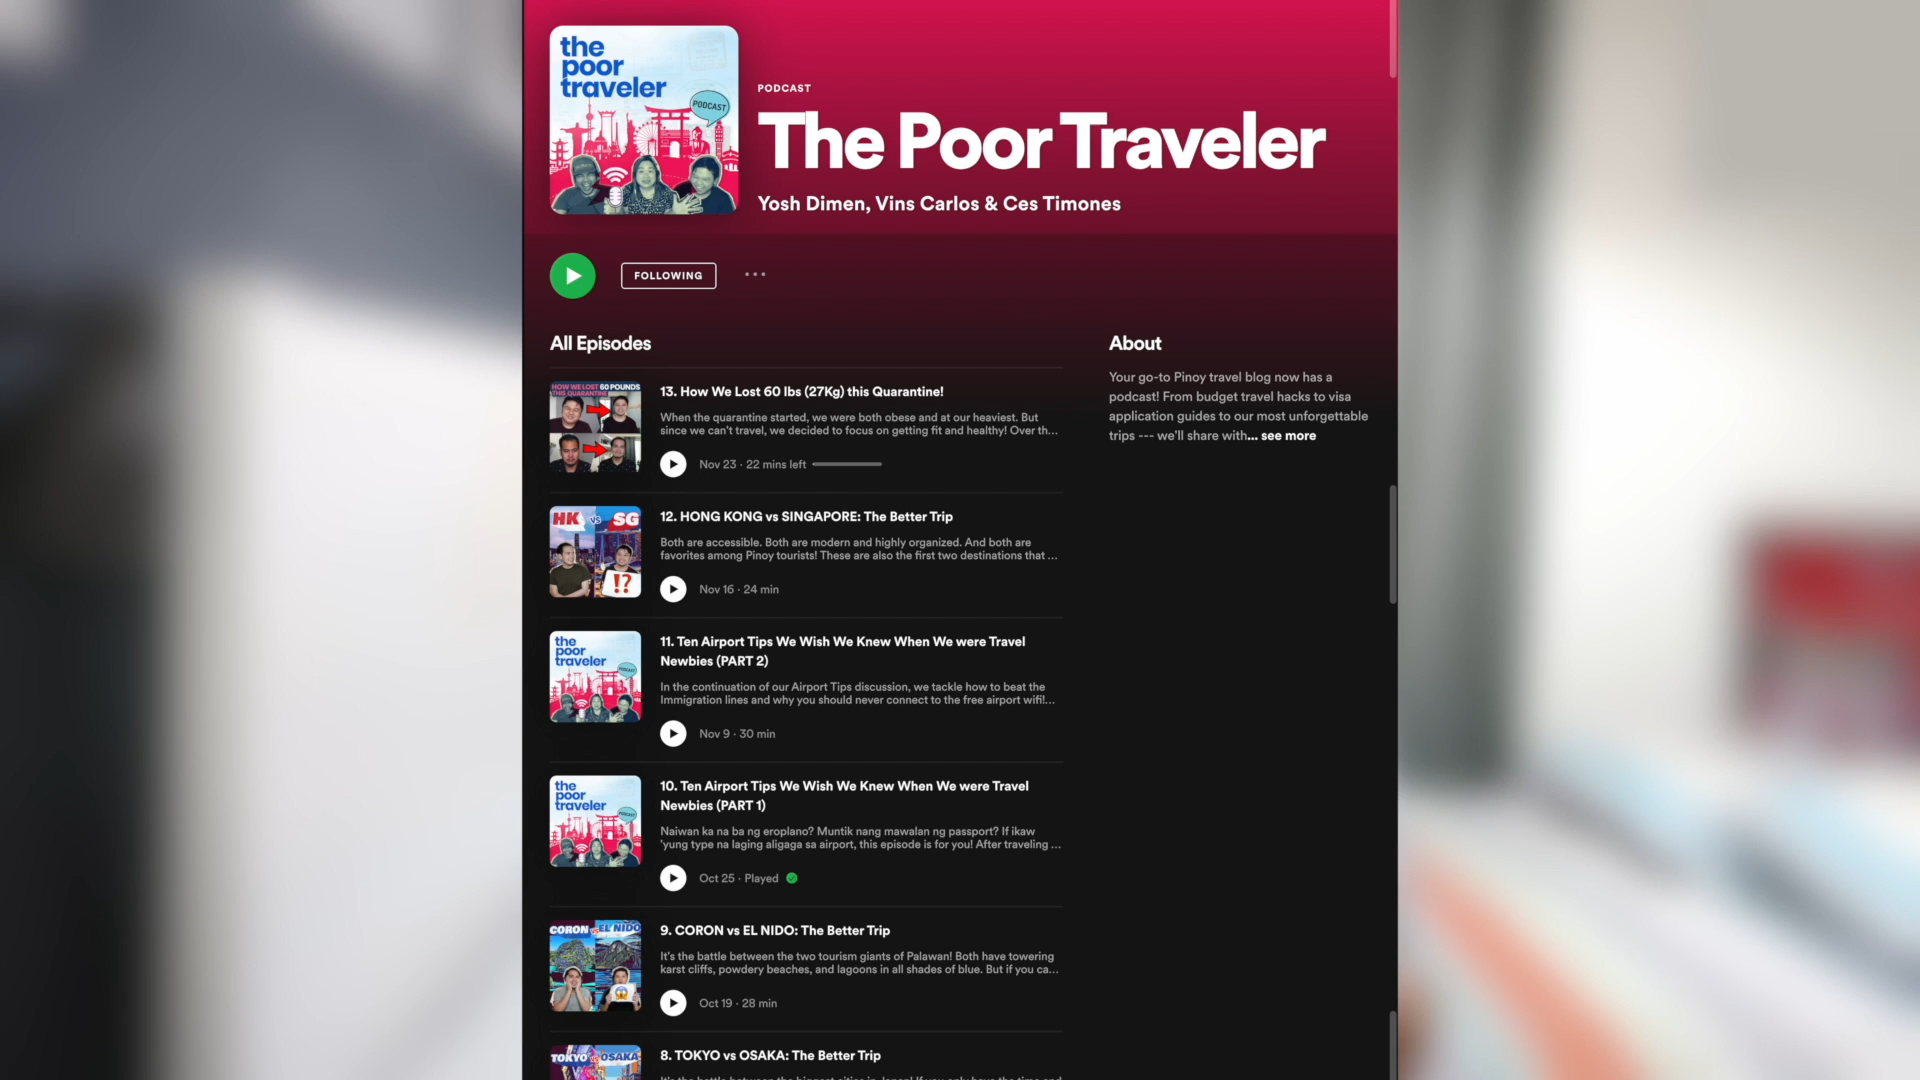 the
poor
traveler
PODCAST
PODCAST
The Poor Traveler
Yosh Dimen, Vins Carlos & Ces Timones
FOLLOWING
All Episodes
HOW WE LOST 60 POUNDS
THIS QUARANTINE
13. How We Lost 60 lbs (27Kg) this Quarantine!
When the quarantine started, we were both obese and at our heaviest. But
since we can't travel, we decided to focus on getting fit and healthy! Over th...
Nov 23 · 22 mins left
HK vs SG
!?
12. HONG KONG vs SINGAPORE: The Better Trip
Both are accessible. Both are modern and highly organized. And both are
favorites among Pinoy tourists! These are also the first two destinations that ...
Nov 16 · 24 min
the
poor
traveler
PODCAST
11. Ten Airport Tips We Wish We Knew When We were Travel
Newbies (PART 2)
In the continuation of our Airport Tips discussion, we tackle how to beat the
Immigration lines and why you should never connect to the free airport wifi!...
Nov 9 · 30 min
the
poor
traveler
PODCAST
10. Ten Airport Tips We Wish We Knew When We were Travel
Newbies (PART 1)
Naiwan ka na ba ng eroplano? Muntik nang mawalan ng passport? If ikaw
'yung type na laging aligaga sa airport, this episode is for you! After traveling ...
Oct 25 · Played
CORON vs EL NIDO
9. CORON vs EL NIDO: The Better Trip
It's the battle between the two tourism giants of Palawan! Both have towering
karst cliffs, powdery beaches, and lagoons in all shades of blue. But if you ca...
Oct 19 · 28 min
TOKYO vs OSAKA
8. TOKYO vs OSAKA: The Better Trip
About
Your go-to Pinoy travel blog now has a
podcast! From budget travel hacks to visa
application guides to our most unforgettable
trips --- we'll share with... see more